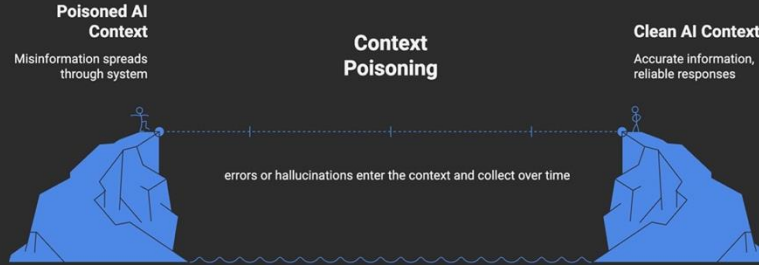 Poisoned AI
Context
Misinformation spreads
through system
Context
Poisoning
Clean AI Context
Accurate information,
reliable responses
errors or hallucinations enter the context and collect over time